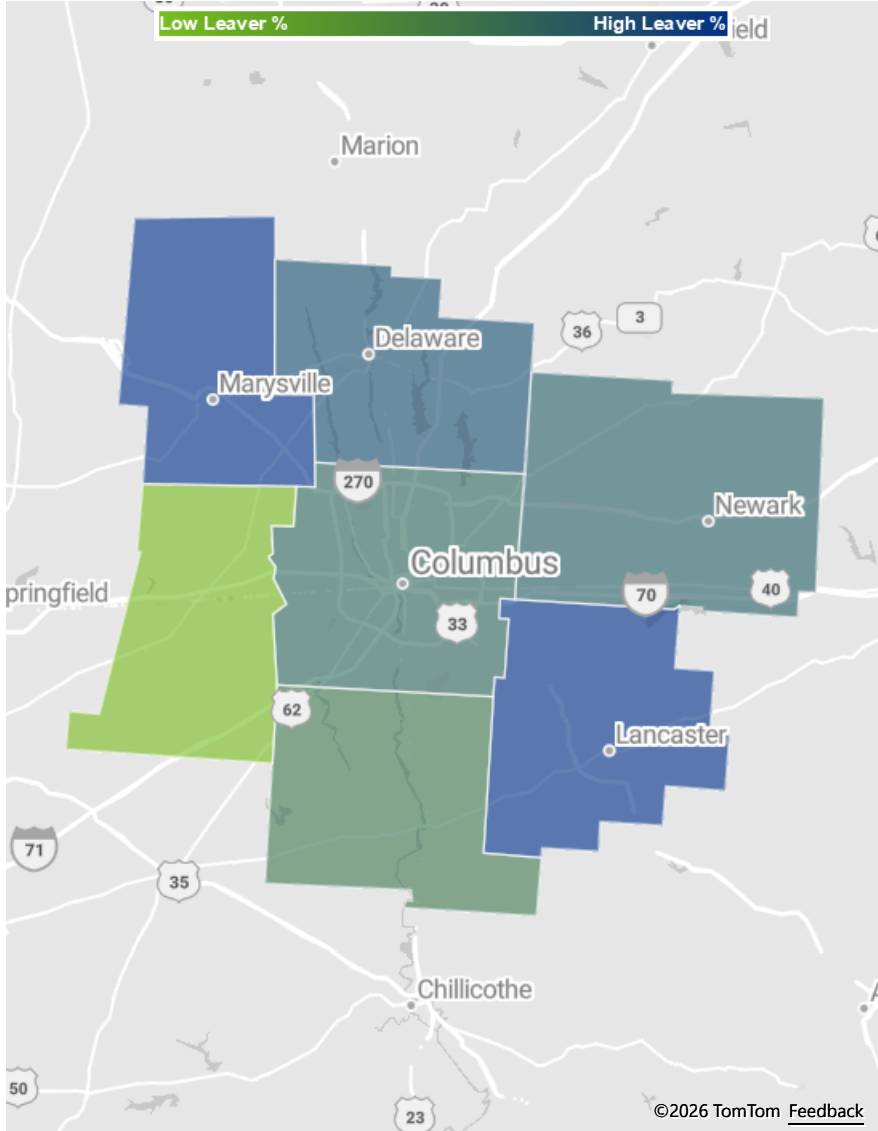 Low Leaver %
High Leaver %
ield
Marion
36
3
Delaware
Marysville
270
Newark
Columbus
pringfield
70
40
33
62
Lancaster
71
35
Chillicothe
50
23
©2026 TomTom Feedback